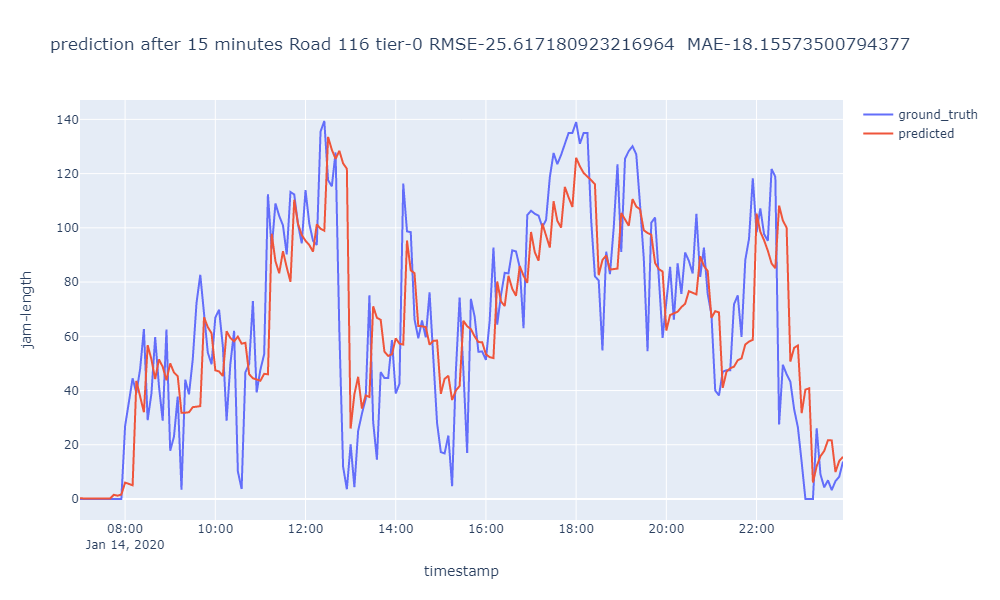 prediction after 15 minutes Road 116 tier-0 RMSE-25.617180923216964 MAE-18.15573500794377
ground_truth
predicted
140
120
100
80
60
40
20
0
jam-length
08:00 10:00 12:00 14:00 16:00 18:00 20:00 22:00
Jan 14, 2020
timestamp